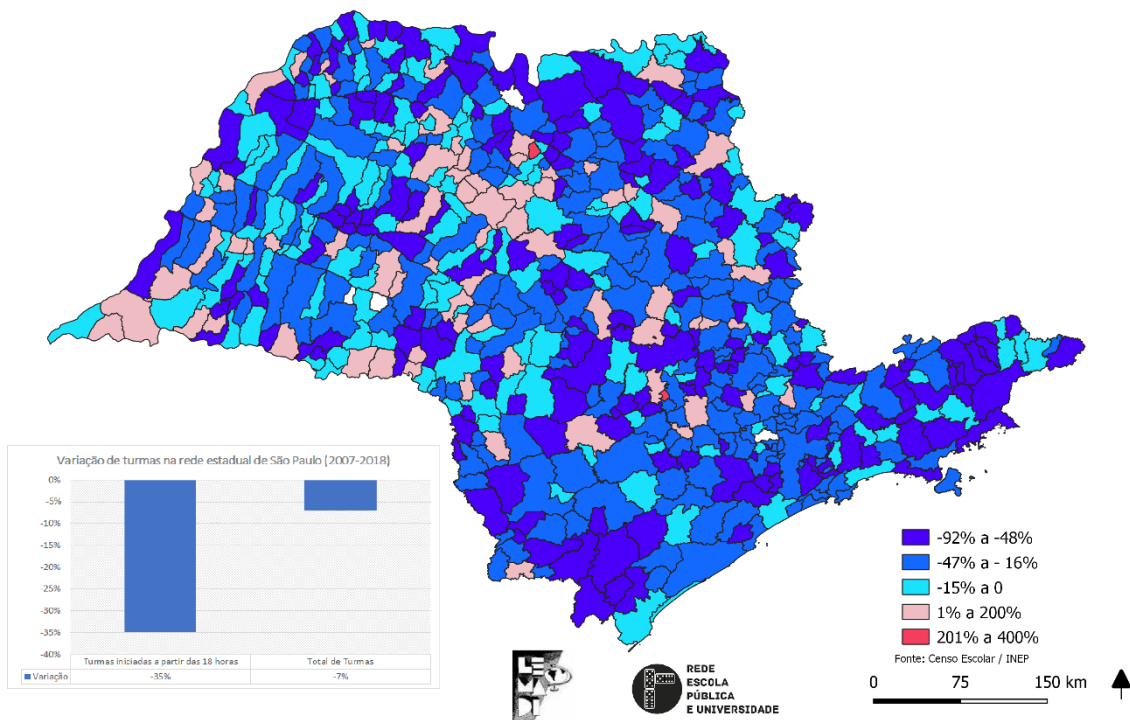 Variação de turmas na rede estadual de São Paulo (2007-2018)
0%
-5%
-10%
-15%
-20%
-25%
-30%
-35%
-40%
Turmas iniciadas a partir das 18 horas
Total de Turmas
Variação
-35%
-7%
-92% a -48%
-47% a - 16%
-15% a 0
1% a 200%
201% a 400%
Fonte: Censo Escolar / INEP
REDE
ESCOLA
PÚBLICA
E UNIVERSIDADE
0 75 150 km